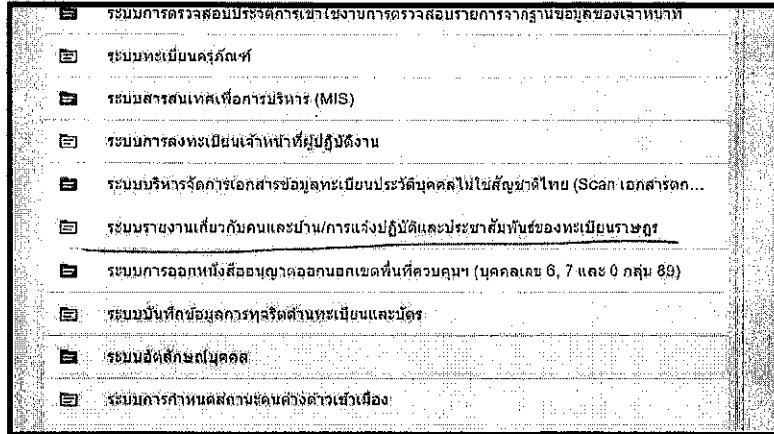 ระบบการตรวจสอบประวัติการเข้าใช้งานการตรวจสอบรายการจากฐานข้อมูลของเจ้าหน้าที่
ระบบทะเบียนครุภัณฑ์
ระบบสารสนเทศเพื่อการบริหาร (MIS)
ระบบการลงทะเบียนเจ้าหน้าที่ผู้ปฏิบัติงาน
ระบบบริหารจัดการเอกสารข้อมูลทะเบียนประวัติบุคคลไม่ใช่สัญชาติไทย (Scan เอกสารตก...
ระบบรายงานเกี่ยวกับคนและบ้าน/การแจ้งปฏิบัติและประชาสัมพันธ์ของทะเบียนราษฎร
ระบบการออกหนังสืออนุญาตออกนอกเขตพื้นที่ควบคุมฯ (บุคคลเลข 6, 7 และ 0 กลุ่ม 89)
ระบบบันทึกข้อมูลการทุจริตด้านทะเบียนและบัตร
ระบบอัตลักษณ์บุคคล
ระบบการกำหนดสถานะคนต่างด้าวเข้าเมือง